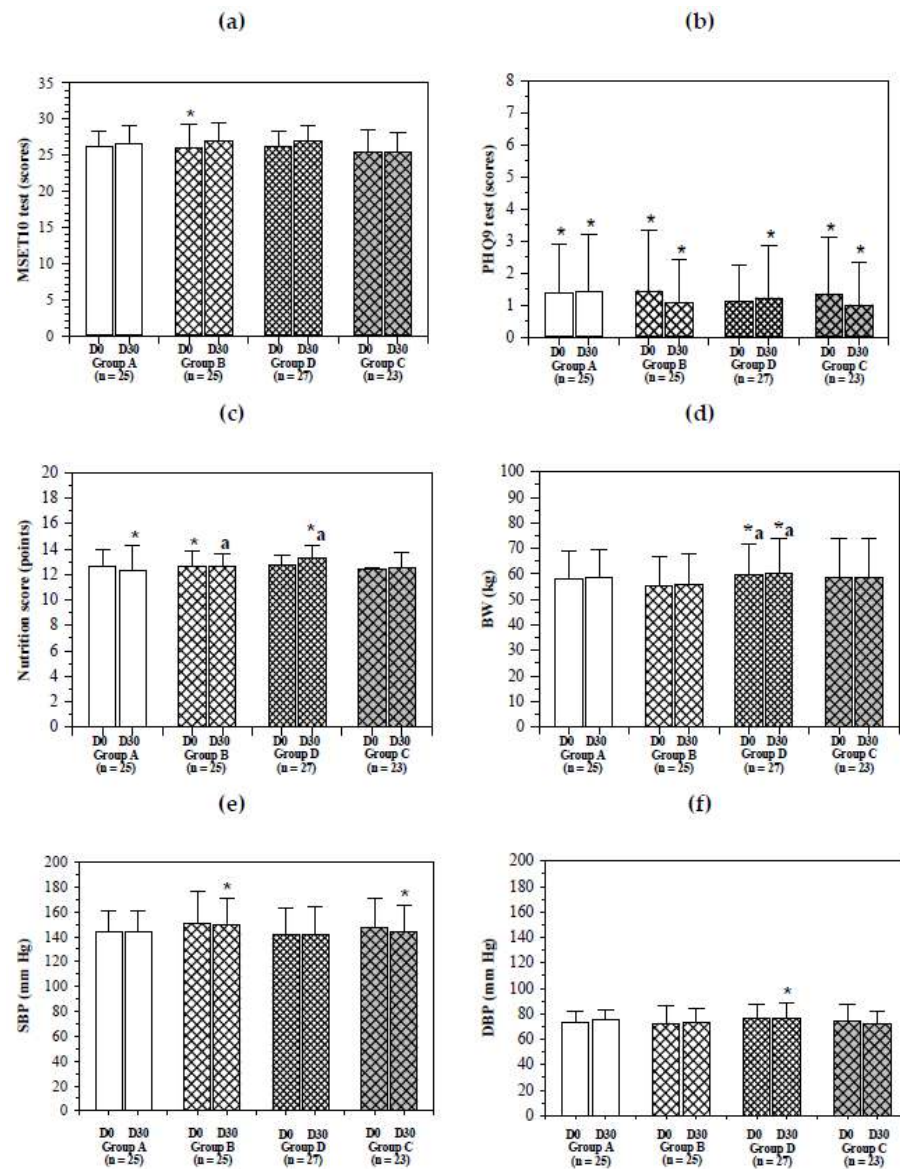 (a)
MSET10 test (scores)
35
30
25
20
15
10
5
0
*
D0 D30 D0 D30 D0 D30 D0 D30
Group A Group B Group D Group C
(n = 25) (n = 25) (n = 27) (n = 23)
(b)
PHQ9 test (scores)
8
7
6
5
4
3
2
1
0
* * * * * * *
D0 D30 D0 D30 D0 D30 D0 D30
Group A Group B Group D Group C
(n = 25) (n = 25) (n = 27) (n = 23)
(c)
Nutrition score (points)
20
18
16
14
12
10
8
6
4
2
0
* * a *a
D0 D30 D0 D30 D0 D30 D0 D30
Group A Group B Group D Group C
(n = 25) (n = 25) (n = 27) (n = 23)
(d)
BW (kg)
100
90
80
70
60
50
40
30
20
10
0
*a *a
D0 D30 D0 D30 D0 D30 D0 D30
Group A Group B Group D Group C
(n = 25) (n = 25) (n = 27) (n = 23)
(e)
SBP (mm Hg)
200
180
160
140
120
100
80
60
40
20
0
* *
D0 D30 D0 D30 D0 D30 D0 D30
Group A Group B Group D Group C
(n = 25) (n = 25) (n = 27) (n = 23)
(f)
DBP (mm Hg)
200
180
160
140
120
100
80
60
40
20
0
*
D0 D30 D0 D30 D0 D30 D0 D30
Group A Group B Group D Group C
(n = 25) (n = 25) (n = 27) (n = 23)